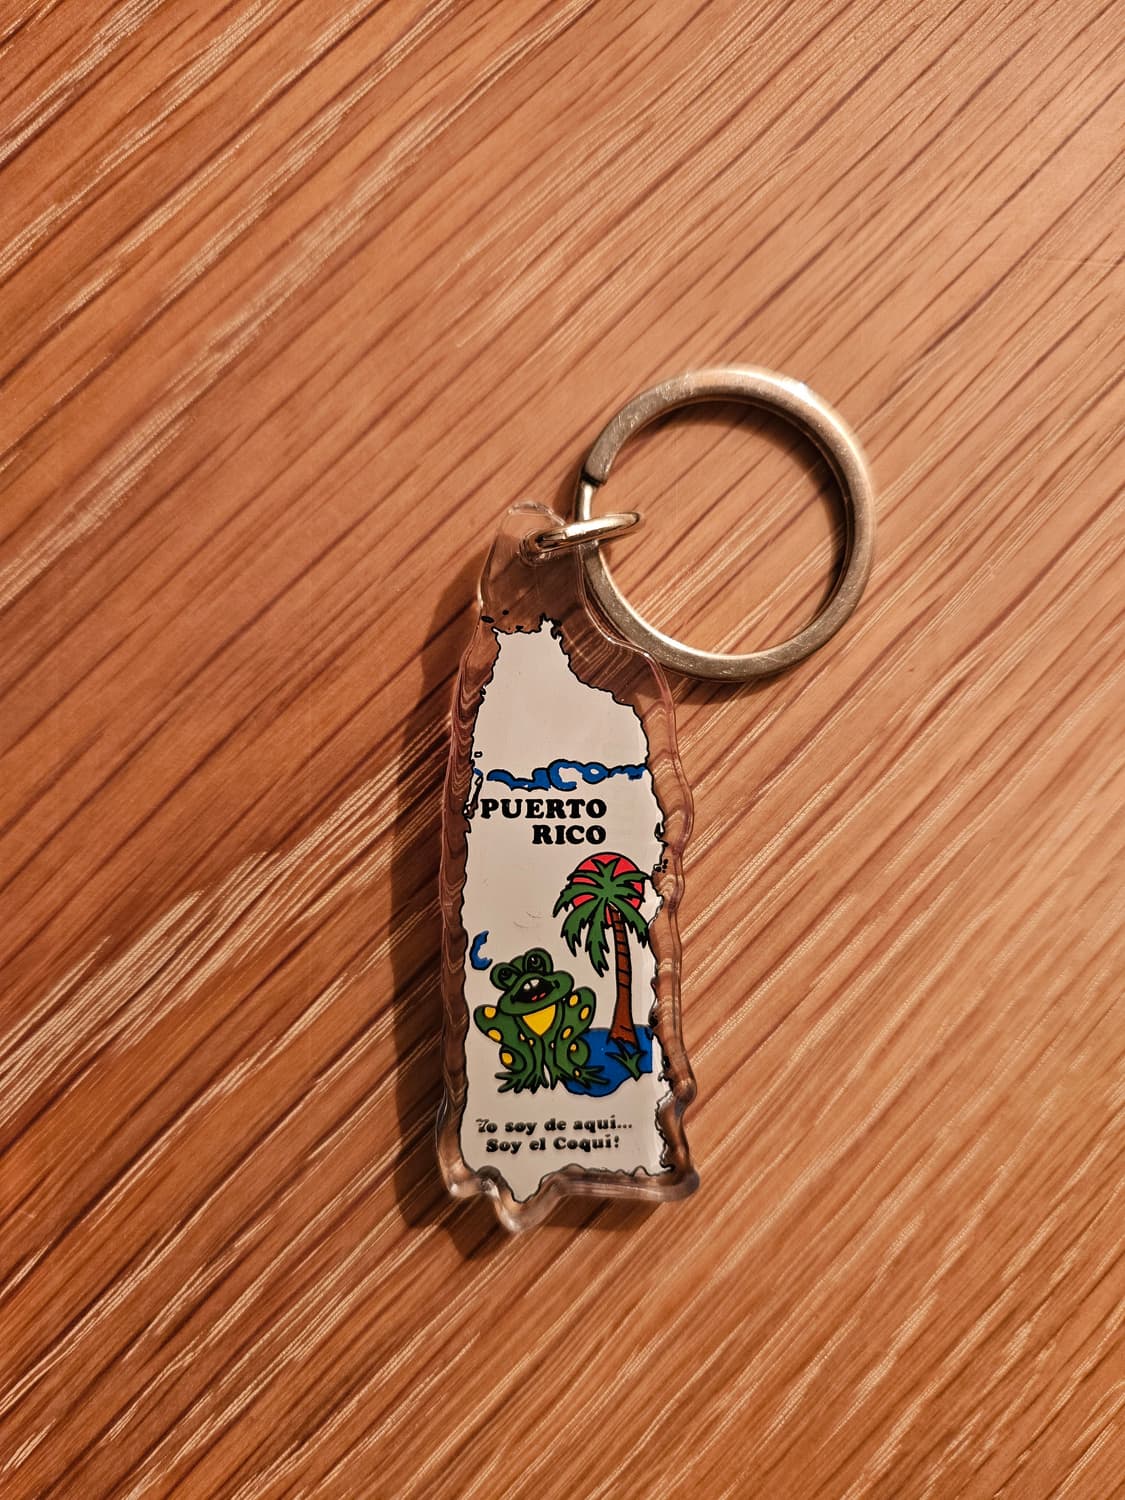 PUERTO
RICO
Yo soy de aquí...
Soy el Coquí!